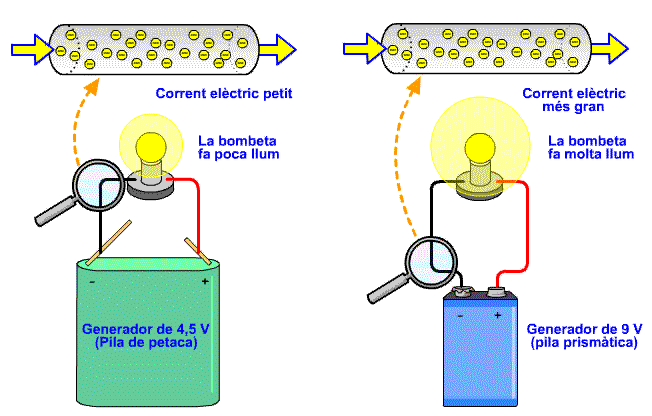 Corrent elèctric petit
La bombeta
fa poca llum
- +
Generador de 4,5 V
(Pila de petaca)
Corrent elèctric
més gran
La bombeta
fa molta llum
- +
Generador de 9 V
(pila prismàtica)